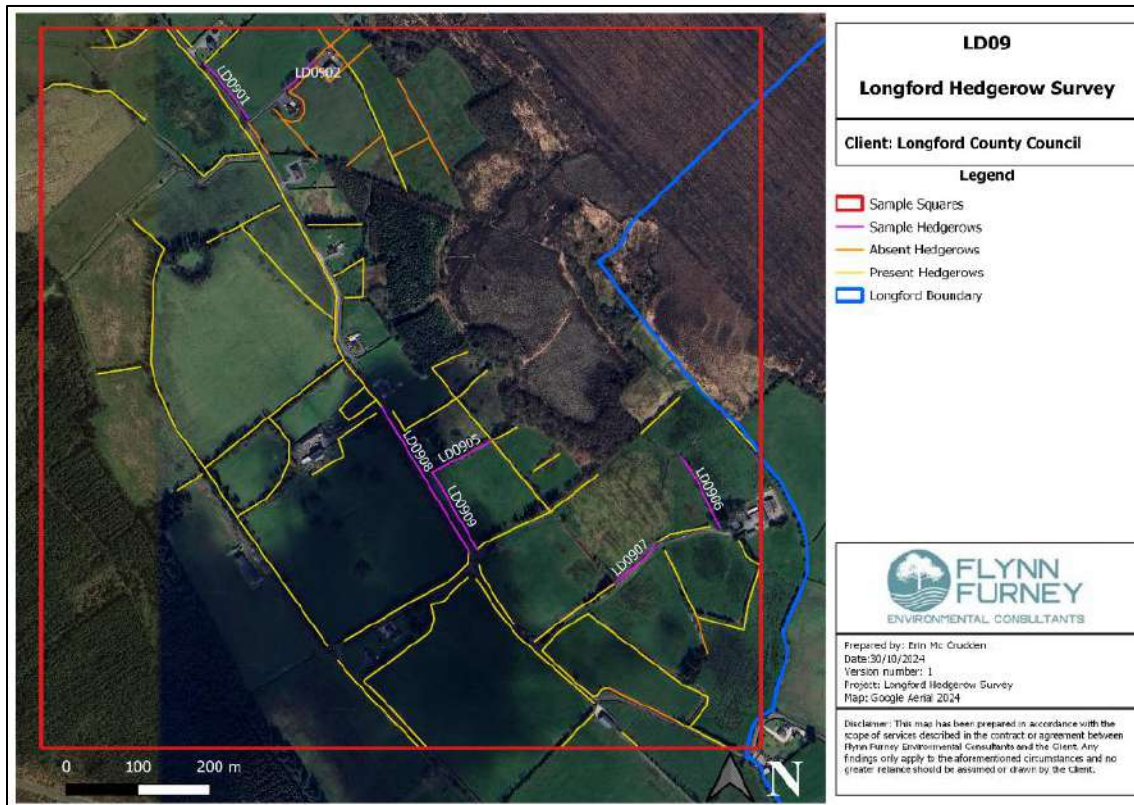 LD09
Longford Hedgerow Survey
Client: Longford County Council
Legend
Sample Squares
Sample Hedgerows
Absent Hedgerows
Present Hedgerows
Longford Boundary
LD0901
LD0902
LD0908
LD0905
LD0909
LD0906
LD0907
0 100 200 m
N
FLYNN
FURNEY
ENVIRONMENTAL CONSULTANTS
Prepared by: Erin Mc Crudden
Date:30/10/2024
Version number: 1
Project: Longford Hedgerow Survey
Map: Google Aerial 2024
Disclaimer: This map has been prepared in accordance with the
scope of services described in the contract or agreement between
Flynn Furney Environmental Consultants and the Client. Any
findings only apply to the aforementioned circumstances and no
greater reliance should be assumed or drawn by the Client.